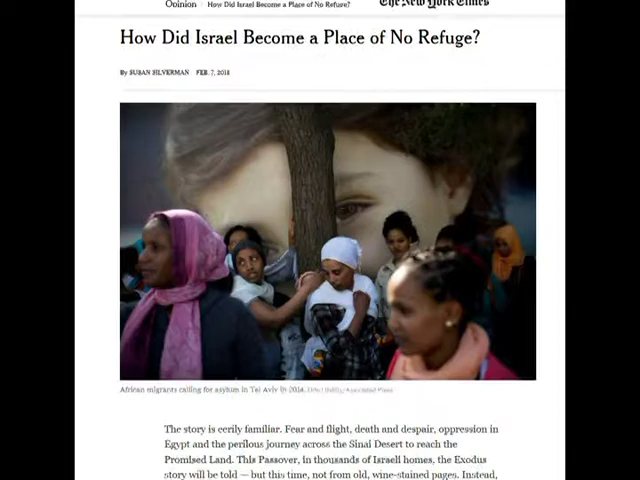 Opinion | How Did Israel Become a Place of No Refuge? The New York Times
How Did Israel Become a Place of No Refuge?
By SUSAN SILVERMAN FEB. 7, 2018
African migrants calling for asylum in Tel Aviv in 2014. Associated Press
The story is eerily familiar. Fear and flight, death and despair, oppression in
Egypt and the perilous journey across the Sinai Desert to reach the
Promised Land. This Passover, in thousands of Israeli homes, the Exodus
story will be told — but this time, not from old, wine-stained pages. Instead,